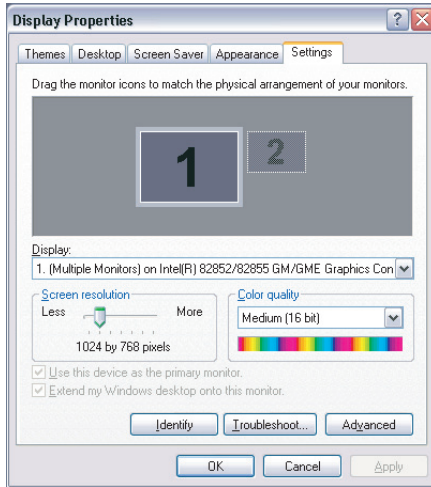 Display Properties
?
X
Themes Desktop Screen Saver Appearance Settings
Drag the monitor icons to match the physical arrangement of your monitors.
1
2
Display:
1. (Multiple Monitors) on Intel(R) 82852/82855 GM/GME Graphics Con
Screen resolution
Less More
1024 by 768 pixels
Color quality
Medium (16 bit)
Use this device as the primary monitor.
Extend my Windows desktop onto this monitor.
Identify Troubleshoot... Advanced
OK Cancel Apply